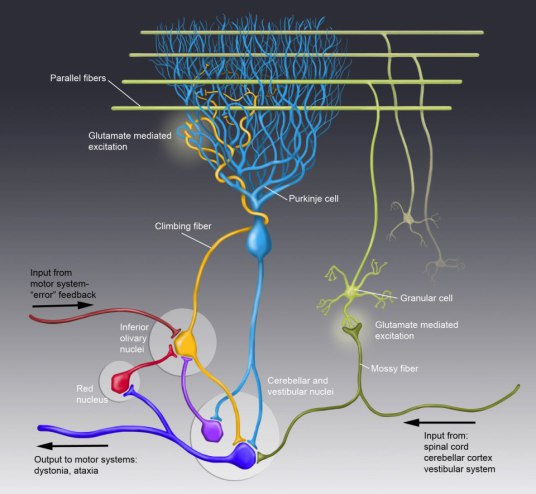 Parallel fibers
Glutamate mediated
excitation
Purkinje cell
Climbing fiber
Input from
motor system-
“error” feedback
Granular cell
Inferior
olivary
nuclei
Glutamate mediated
excitation
Mossy fiber
Red
nucleus
Cerebellar and
vestibular nuclei
Output to motor systems:
dystonia, ataxia
Input from:
spinal cord
cerebellar cortex
vestibular system